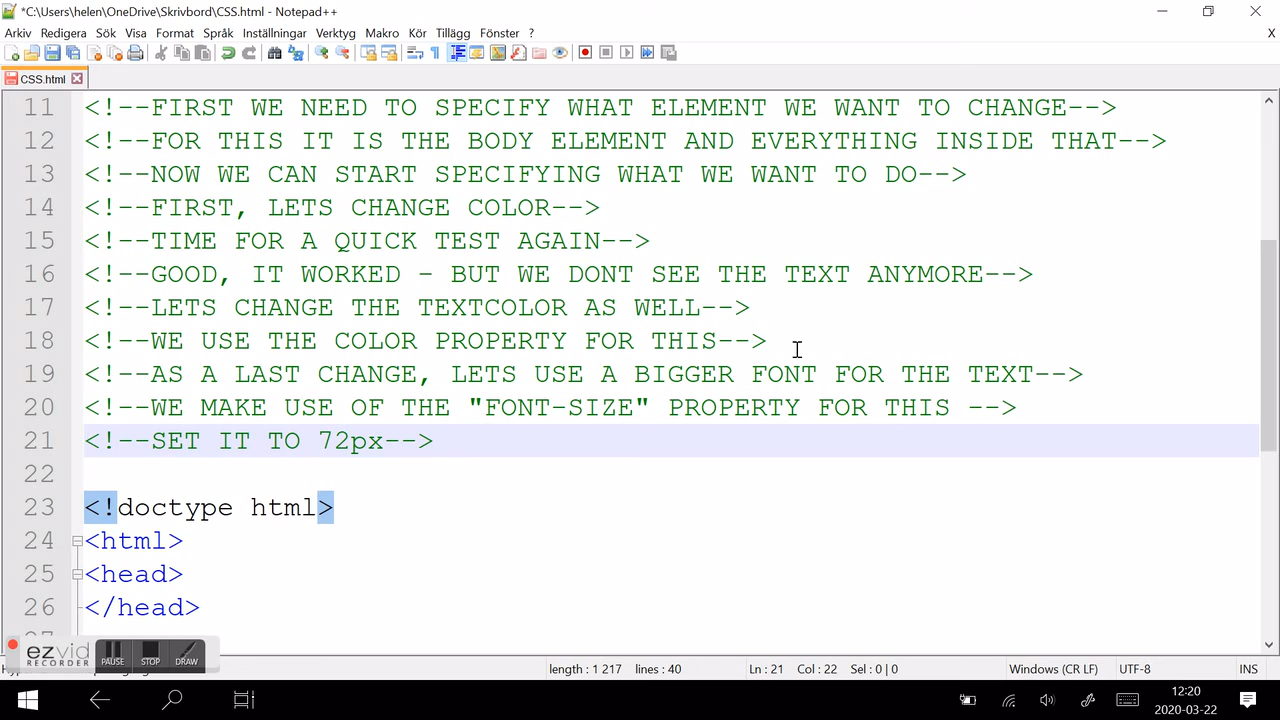 *C:\Users\helen\OneDrive\Skrivbord\CSS.html - Notepad++
Arkiv Redigera Sök Visa Format Språk Inställningar Verktyg Makro Kör Tillägg Fönster ? X
CSS.html
11 <!--FIRST WE NEED TO SPECIFY WHAT ELEMENT WE WANT TO CHANGE-->
12 <!--FOR THIS IT IS THE BODY ELEMENT AND EVERYTHING INSIDE THAT-->
13 <!--NOW WE CAN START SPECIFYING WHAT WE WANT TO DO-->
14 <!--FIRST, LETS CHANGE COLOR-->
15 <!--TIME FOR A QUICK TEST AGAIN-->
16 <!--GOOD, IT WORKED - BUT WE DONT SEE THE TEXT ANYMORE-->
17 <!--LETS CHANGE THE TEXTCOLOR AS WELL-->
18 <!--WE USE THE COLOR PROPERTY FOR THIS-->
19 <!--AS A LAST CHANGE, LETS USE A BIGGER FONT FOR THE TEXT-->
20 <!--WE MAKE USE OF THE "FONT-SIZE" PROPERTY FOR THIS -->
21 <!--SET IT TO 72px-->
22
23 <!doctype html>
24 <html>
25 <head>
26 </head>
ezvid
RECORDER PAUSE STOP DRAW
length : 1 217 lines : 40 Ln : 21 Col : 22 Sel : 0 | 0 Windows (CR LF) UTF-8 INS
12:20
2020-03-22